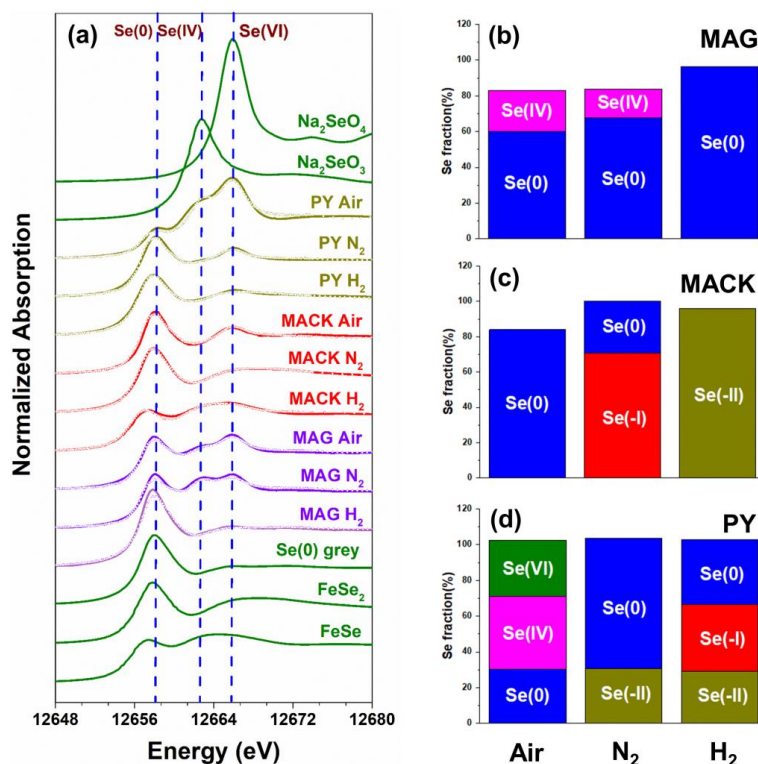 (a)
Se(0) Se(IV) Se(VI)
Na₂SeO₄
Na₂SeO₃
PY Air
PY N₂
PY H₂
MACK Air
MACK N₂
MACK H₂
MAG Air
MAG N₂
MAG H₂
Se(0) grey
FeSe₂
FeSe
Normalized Absorption
12648 12656 12664 12672 12680
Energy (eV)
(b) MAG
Se fraction(%)
120
100
80
60
40
20
0
Se(IV) Se(IV)
Se(0) Se(0) Se(0)
(c) MACK
Se fraction(%)
120
100
80
60
40
20
0
Se(0) Se(0) Se(-II)
Se(-I)
(d) PY
Se fraction(%)
120
100
80
60
40
20
0
Se(VI) Se(0) Se(0)
Se(IV) Se(-I)
Se(0) Se(-II) Se(-II)
Air N₂ H₂